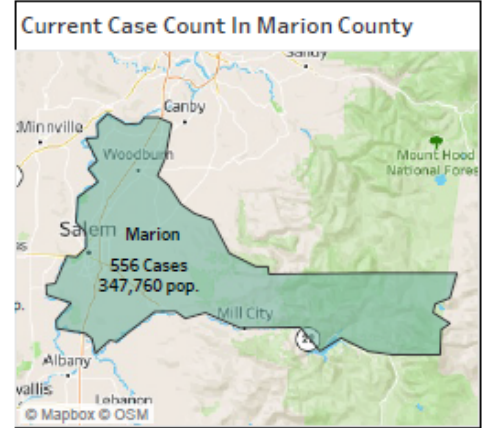 Current Case Count In Marion County
Sandy
Canby
Minnville
Woodburn
Mount Hood
National Fores
Salem
Marion
556 Cases
347,760 pop.
Mill City
Albany
vallis
Lebanon
© Mapbox © OSM